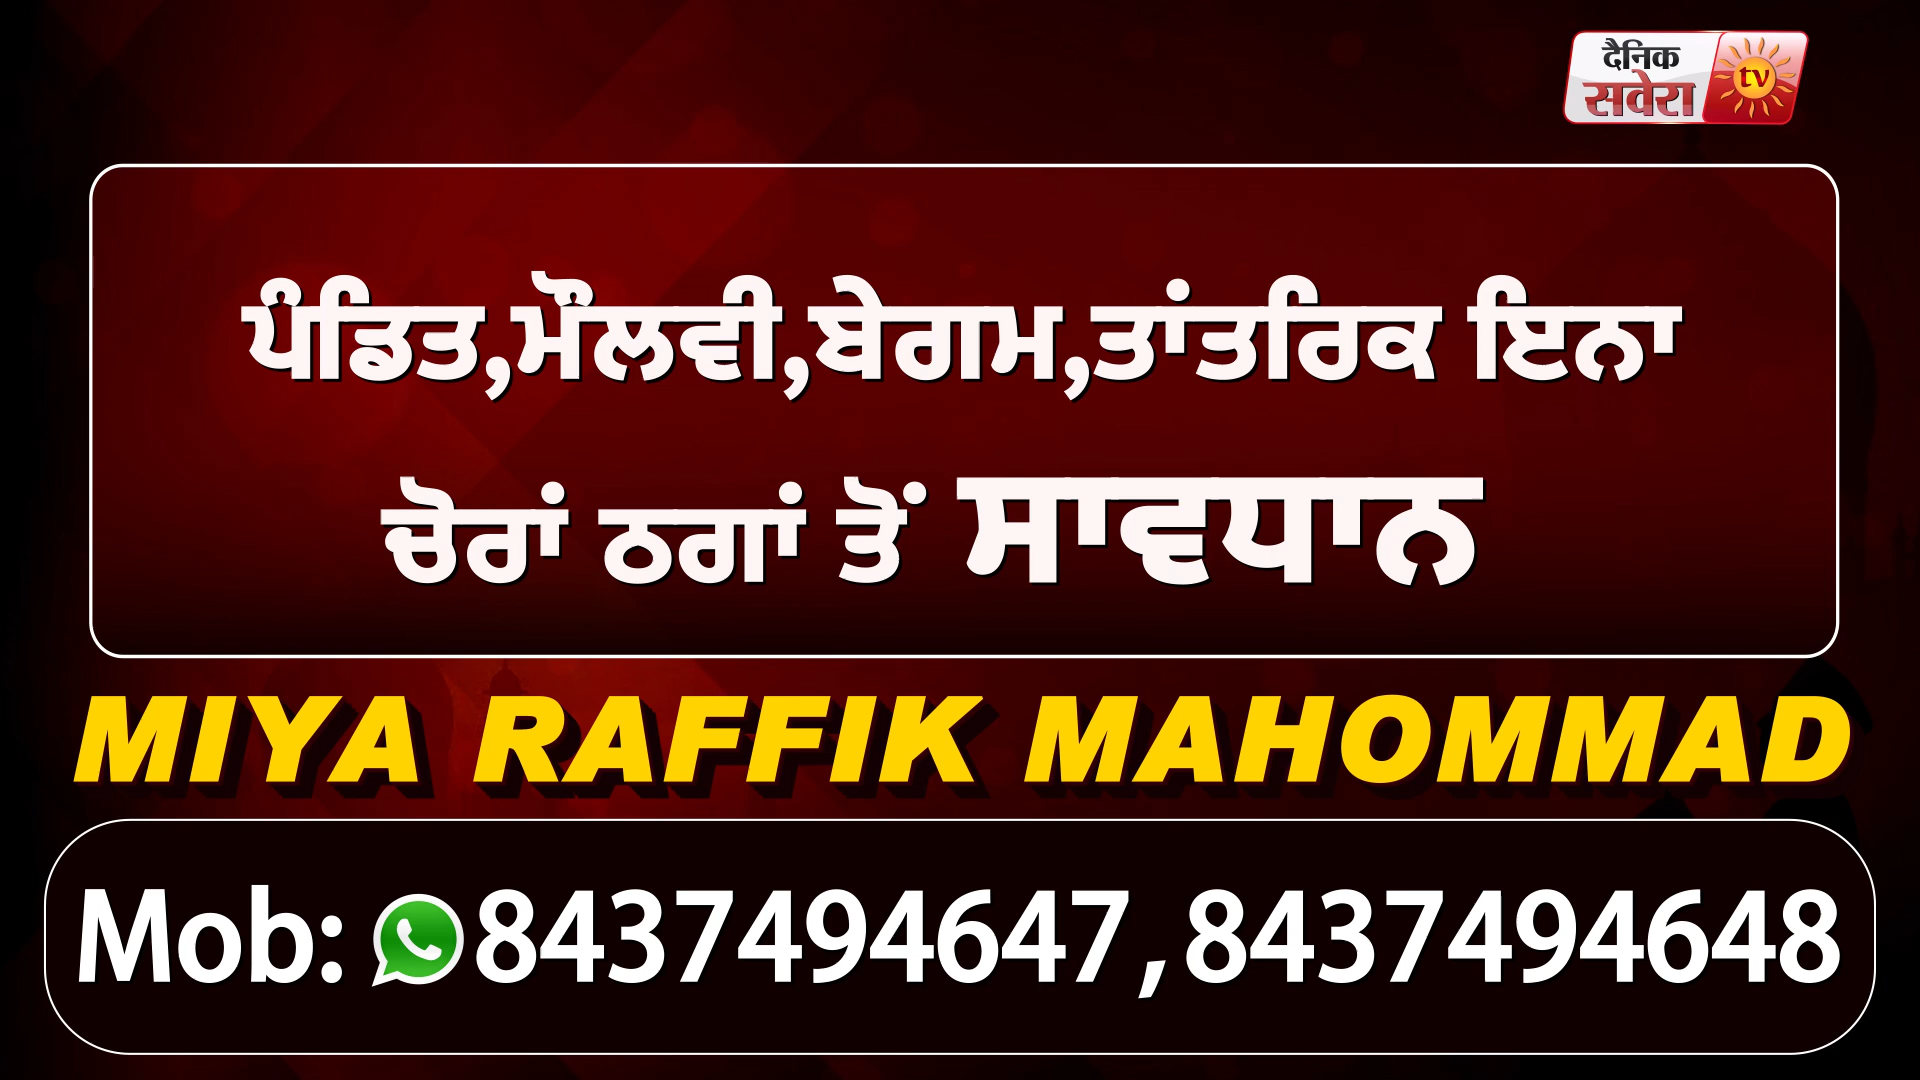 दैनिक
सवेरा tv
ਪੰਡਿਤ,ਮੌਲਵੀ,ਬੇਗਮ,ਤਾਂਤਰਿਕ ਇਨਾ
ਚੋਰਾਂ ਠਗਾਂ ਤੋਂ ਸਾਵਧਾਨ
MIYA RAFFIK MAHOMMAD
Mob: 8437494647, 8437494648